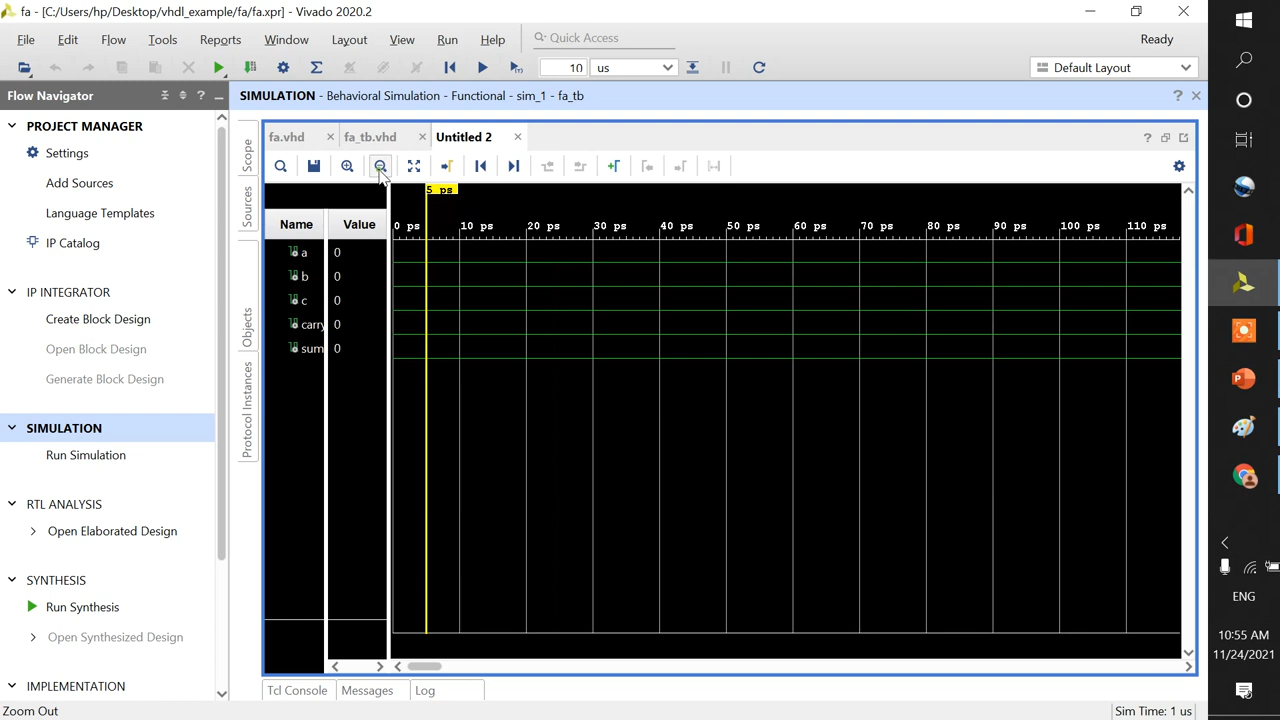 fa - [C:/Users/hp/Desktop/vhdl_example/fa/fa.xpr] - Vivado 2020.2
File Edit Flow Tools Reports Window Layout View Run Help Quick Access Ready
10 us Default Layout
Flow Navigator SIMULATION - Behavioral Simulation - Functional - sim_1 - fa_tb
PROJECT MANAGER
Settings
Add Sources
Language Templates
IP Catalog
IP INTEGRATOR
Create Block Design
Open Block Design
Generate Block Design
SIMULATION
Run Simulation
RTL ANALYSIS
Open Elaborated Design
SYNTHESIS
Run Synthesis
Open Synthesized Design
IMPLEMENTATION
Zoom Out
Scope
Sources
Objects
Protocol Instances
fa.vhd fa_tb.vhd Untitled 2
5 ps
Name Value 0 ps 10 ps 20 ps 30 ps 40 ps 50 ps 60 ps 70 ps 80 ps 90 ps 100 ps 110 ps
a 0
b 0
c 0
carry 0
sum 0
Tcl Console Messages Log
Sim Time: 1 us
ENG
10:55 AM
11/24/2021